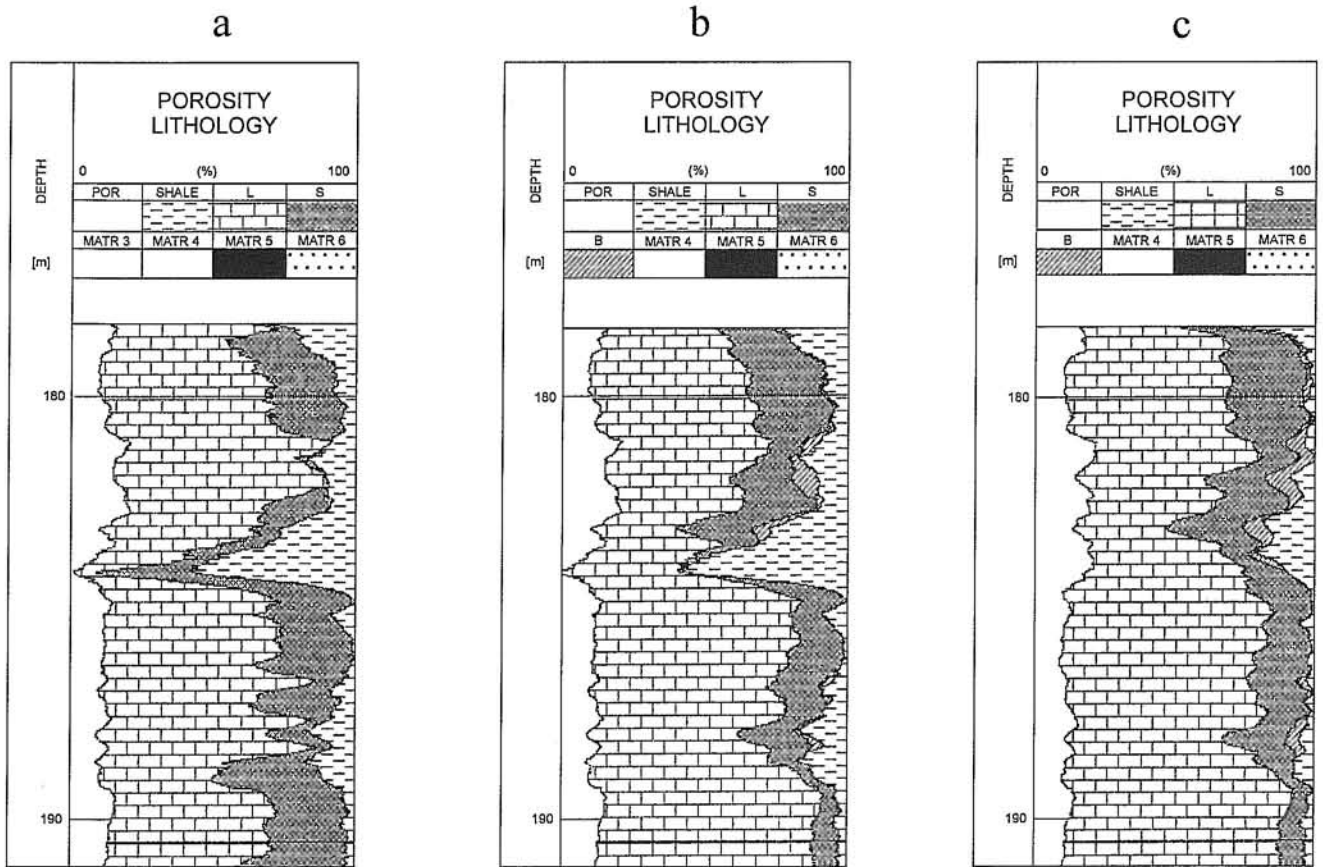 a
POROSITY
LITHOLOGY
DEPTH
0 (%) 100
POR SHALE L S
MATR 3 MATR 4 MATR 5 MATR 6
[m]
180
190
b
POROSITY
LITHOLOGY
DEPTH
0 (%) 100
POR SHALE L S
B MATR 4 MATR 5 MATR 6
[m]
180
190
c
POROSITY
LITHOLOGY
DEPTH
0 (%) 100
POR SHALE L S
B MATR 4 MATR 5 MATR 6
[m]
180
190